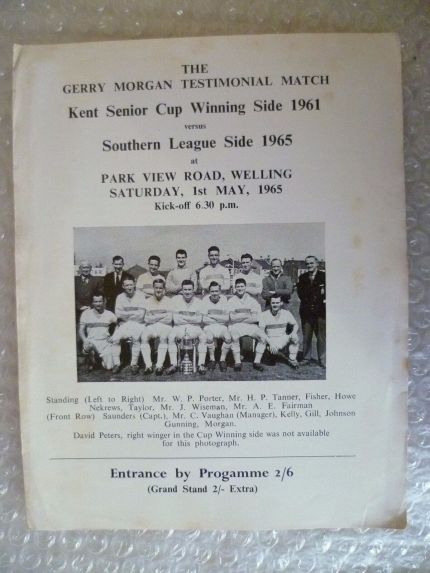 THE
GERRY MORGAN TESTIMONIAL MATCH
Kent Senior Cup Winning Side 1961
versus
Southern League Side 1965
at
PARK VIEW ROAD, WELLING
SATURDAY, 1st MAY, 1965
Kick-off 6.30 p.m.
Standing (Left to Right) Mr. W. P. Porter, Mr. H. P. Tanner, Fisher, Howe
Nekrews, Taylor, Mr. J. Wiseman, Mr. A. E. Fairman
(Front Row) Saunders (Capt.), Mr. C. Vaughan (Manager), Kelly, Gill, Johnson
Gunning, Morgan.
David Peters, right winger in the Cup Winning side was not available
for this photograph.
Entrance by Progamme 2/6
(Grand Stand 2/- Extra)